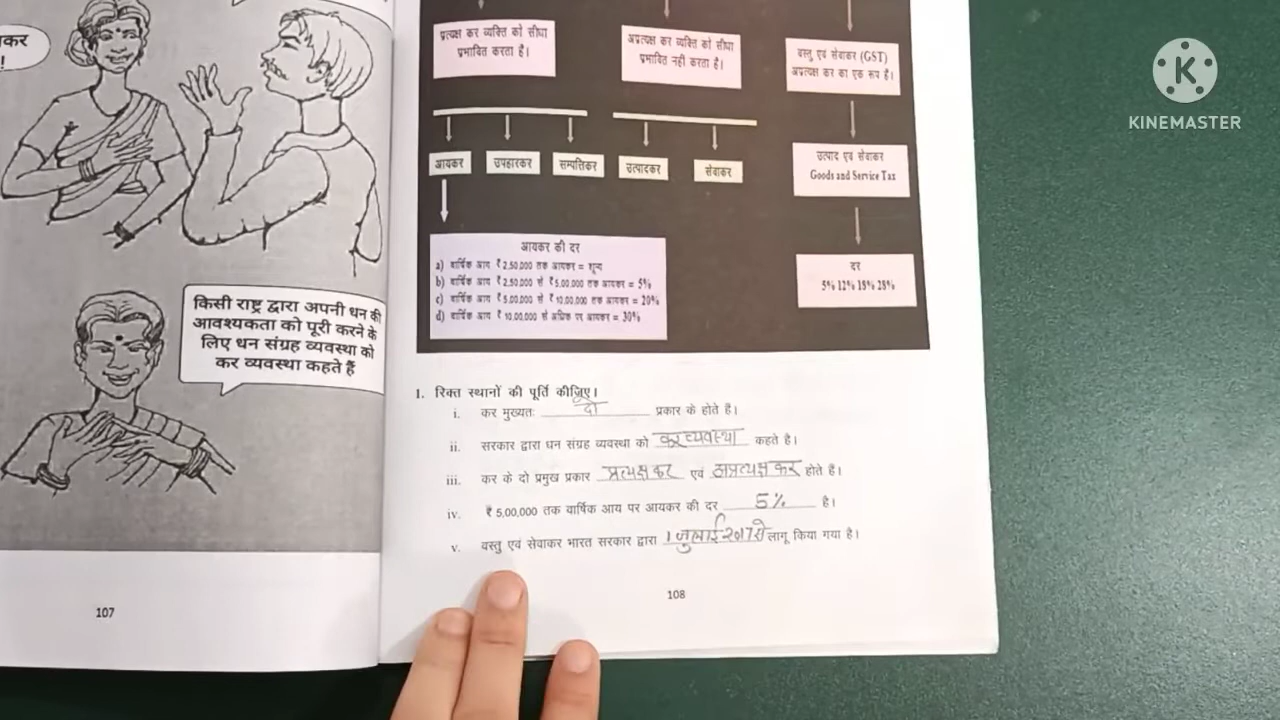 कर
!
किसी राष्ट्र द्वारा अपनी धन की
आवश्यकता को पूरी करने के
लिए धन संग्रह व्यवस्था को
कर व्यवस्था कहते हैं
107
प्रत्यक्ष कर व्यक्ति को सीधा
प्रभावित करता है।
अप्रत्यक्ष कर व्यक्ति को सीधा
प्रभावित नही करता है।
वस्तु एवं सेवाकर (GST)
अप्रत्यक्ष कर का एक रूप है।
आयकर
उपहारकर
सम्पत्तिकर
उत्पादकर
सेवाकर
उत्पाद एवं सेवाकर
Goods and Service Tax
आयकर की दर
a) वार्षिक आय ₹ 2,50,000 तक आयकर = शून्य
b) वार्षिक आय ₹ 2,50,000 से ₹ 5,00,000 तक आयकर = 5%
c) वार्षिक आय ₹ 5,00,000 से ₹ 10,00,000 तक आयकर = 20%
d) वार्षिक आय ₹ 10,00,000 से अधिक पर आयकर = 30%
दर
5% 12% 18% 28%
1. रिक्त स्थानों की पूर्ति कीजिए।
i. कर मुख्यतः दो प्रकार के होते हैं।
ii. सरकार द्वारा धन संग्रह व्यवस्था को कर व्यवस्था कहते है।
iii. कर के दो प्रमुख प्रकार प्रत्यक्ष कर एवं अप्रत्यक्ष कर होते हैं।
iv. ₹ 5,00,000 तक वार्षिक आय पर आयकर की दर 5% है।
v. वस्तु एवं सेवाकर भारत सरकार द्वारा 1 जुलाई 2017 से लागू किया गया है।
108
K
KINEMASTER